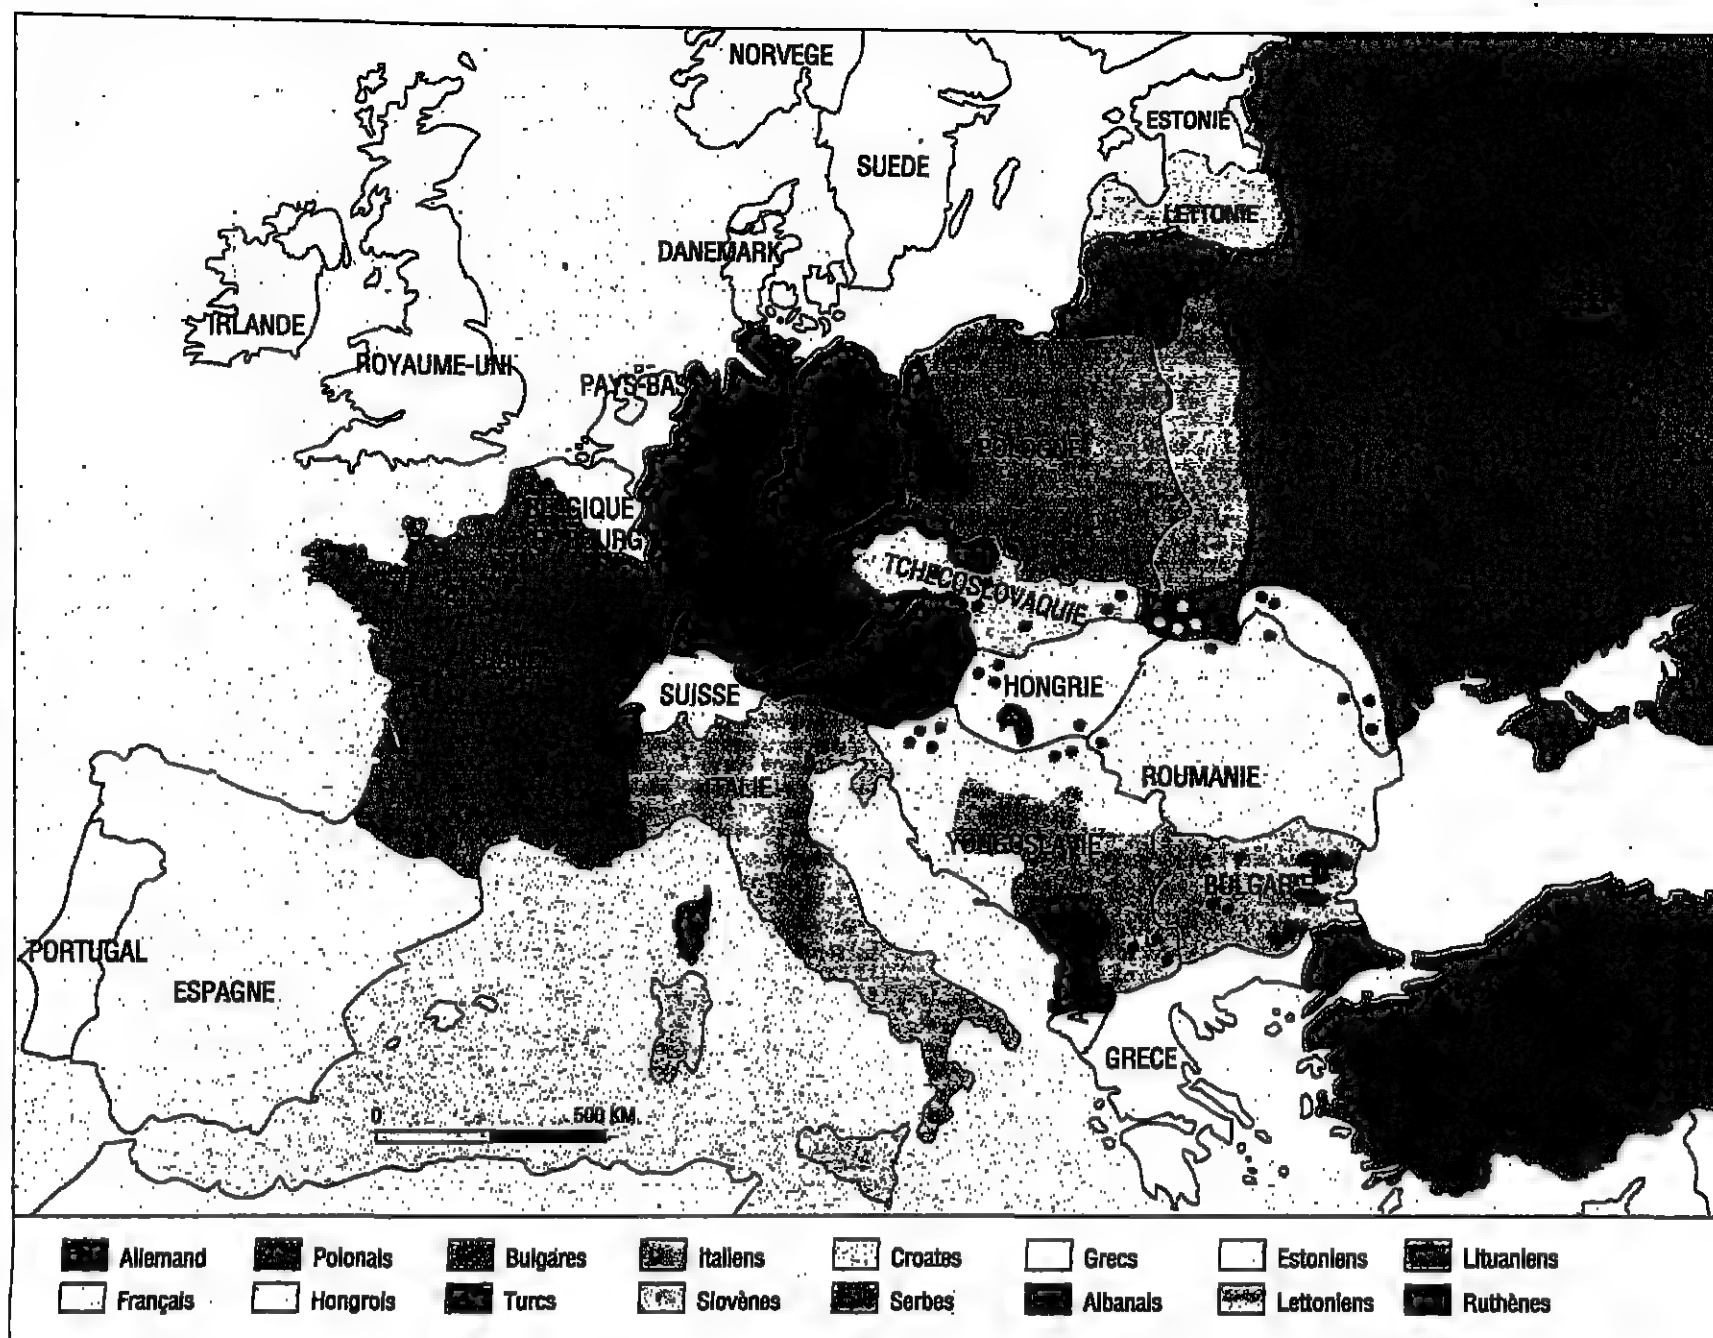 NORVEGE
ESTONIE
SUEDE
LETTONIE
DANEMARK
IRLANDE
ROYAUME-UNI
PAYS-BAS
POLOGNE
BELGIQUE
TCHECOSLOVAQUIE
SUISSE
HONGRIE
ITALIE
ROUMANIE
YOUGOSLAVIE
BULGARIE
PORTUGAL
ESPAGNE
GRECE
0 500 KM
Allemand Polonais Bulgares Italiens Croates Grecs Estoniens Lituaniens
Français Hongrois Turcs Slovènes Serbes Albanais Lettoniens Ruthènes